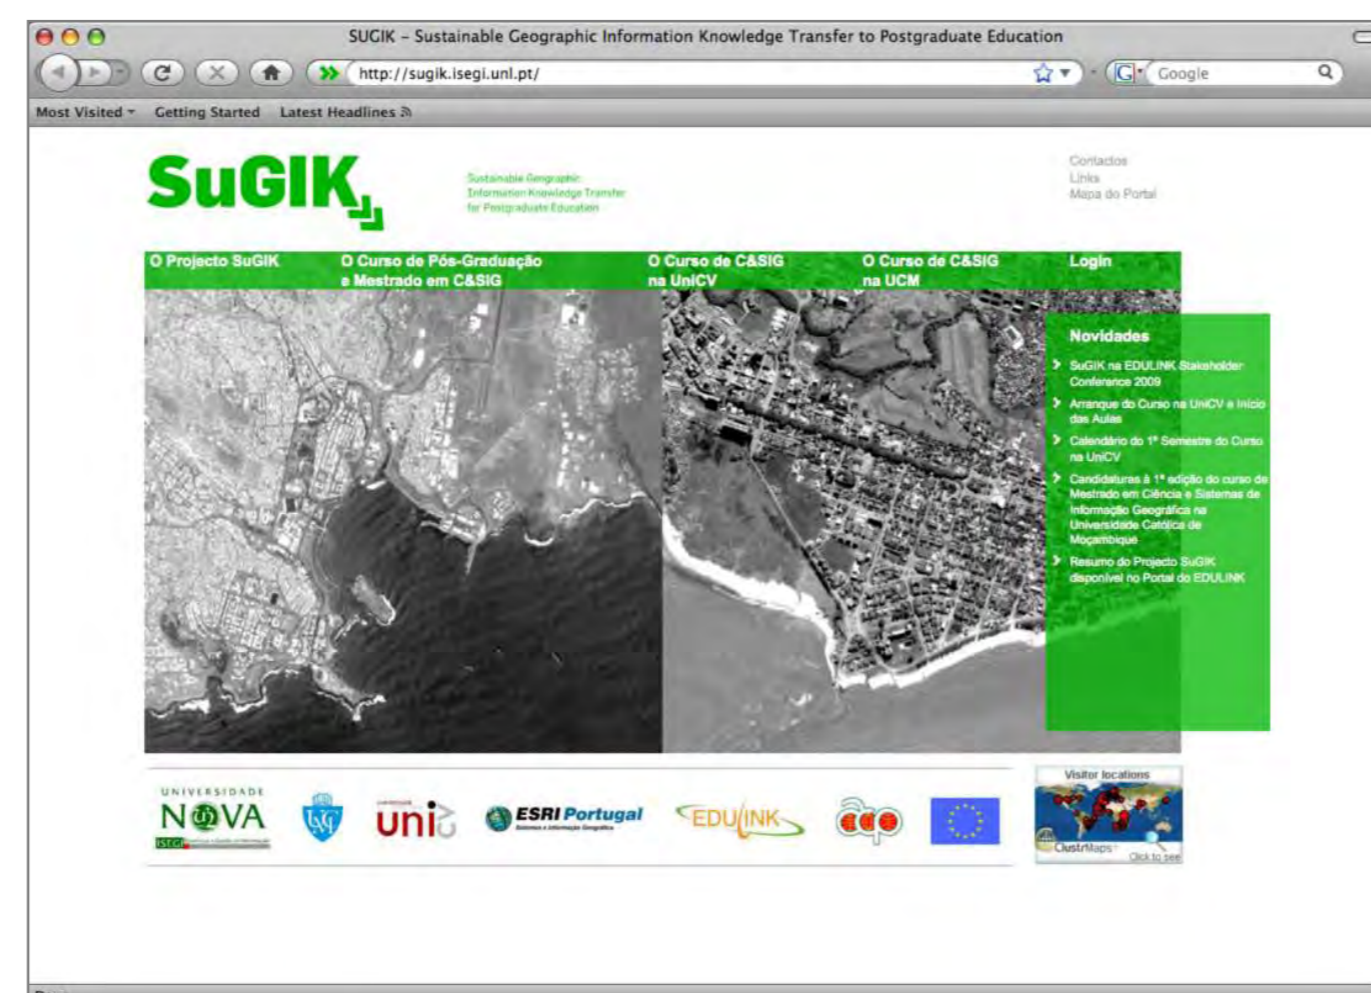 SUGIK – Sustainable Geographic Information Knowledge Transfer to Postgraduate Education
http://sugik.isegi.unl.pt/
Google
Most Visited
Getting Started
Latest Headlines
SuGIK
Sustainable Geographic
Information Knowledge Transfer
for Postgraduate Education
Contactos
Links
Mapa do Portal
O Projecto SuGIK
O Curso de Pós-Graduação
e Mestrado em C&SIG
O Curso de C&SIG
na UniCV
O Curso de C&SIG
na UCM
Login
Novidades
SuGIK na EDULINK Stakeholder
Conference 2009
Arranque do Curso na UniCV e Início
das Aulas
Calendário do 1º Semestre do Curso
na UniCV
Candidaturas à 1ª edição do curso de
Mestrado em Ciência e Sistemas de
Informação Geográfica na
Universidade Católica de
Moçambique
Resumo do Projecto SuGIK
disponível no Portal do EDULINK
UNIVERSIDADE
NOVA
ISEGI
unicv
ESRI Portugal
Sistemas e Informação Geográfica
EDULINK
acp
Visitor locations
ClustrMaps
Click to see